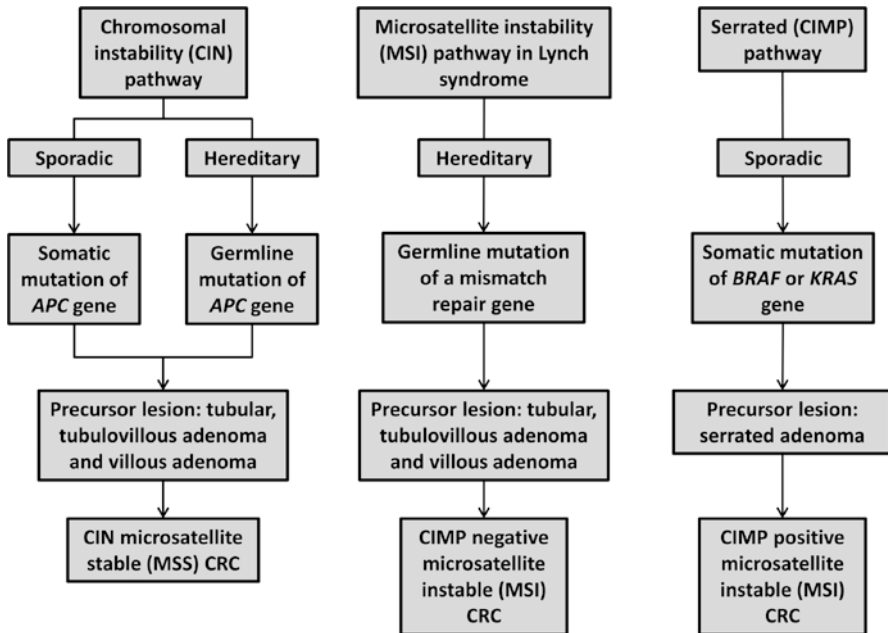 Chromosomal
instability (CIN)
pathway
Sporadic
Hereditary
Somatic
mutation of
APC gene
Germline
mutation of
APC gene
Precursor lesion: tubular,
tubulovillous adenoma
and villous adenoma
CIN microsatellite
stable (MSS) CRC
Microsatellite instability
(MSI) pathway in Lynch
syndrome
Hereditary
Germline mutation
of a mismatch
repair gene
Precursor lesion: tubular,
tubulovillous adenoma
and villous adenoma
CIMP negative
microsatellite
instable (MSI)
CRC
Serrated (CIMP)
pathway
Sporadic
Somatic mutation
of BRAF or KRAS
gene
Precursor lesion:
serrated adenoma
CIMP positive
microsatellite
instable (MSI)
CRC